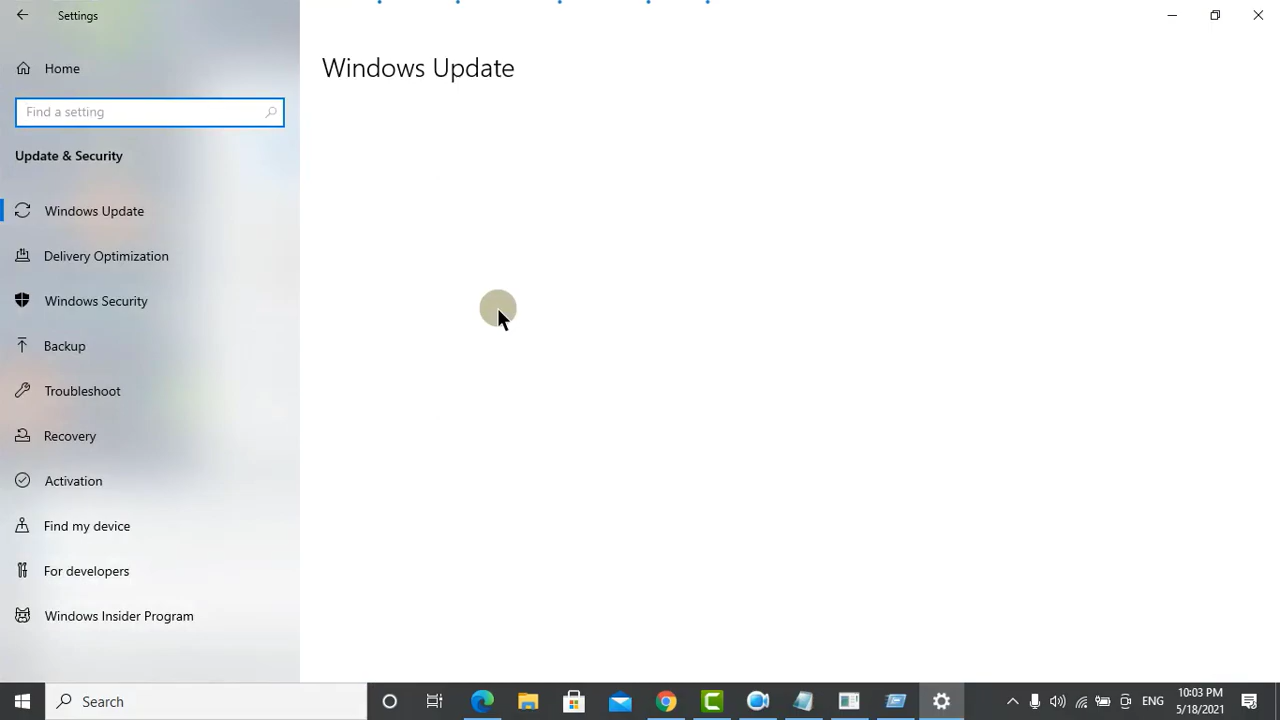 Settings
Home
Find a setting
Update & Security
Windows Update
Delivery Optimization
Windows Security
Backup
Troubleshoot
Recovery
Activation
Find my device
For developers
Windows Insider Program
Windows Update
Search
ENG
10:03 PM
5/18/2021